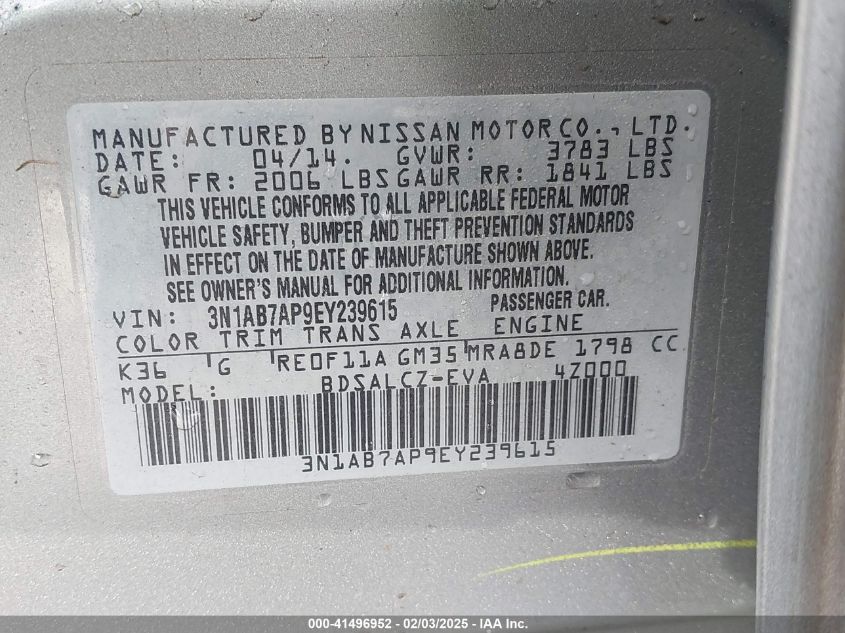 MANUFACTURED BY NISSAN MOTOR CO., LTD.
DATE: 04/14. GVWR: 3783 LBS
GAWR FR: 2006 LBS GAWR RR: 1841 LBS
THIS VEHICLE CONFORMS TO ALL APPLICABLE FEDERAL MOTOR
VEHICLE SAFETY, BUMPER AND THEFT PREVENTION STANDARDS
IN EFFECT ON THE DATE OF MANUFACTURE SHOWN ABOVE.
SEE OWNER'S MANUAL FOR ADDITIONAL INFORMATION.
VIN: 3N1AB7AP9EY239615 PASSENGER CAR.
COLOR TRIM TRANS AXLE ENGINE
K36 G RE0F11A GM35 MRA8DE 1798 CC
MODEL: BDSALCZ-EVA 4Z000
3N1AB7AP9EY239615
000-41496952 | 02/03/2025 - IAA Inc.